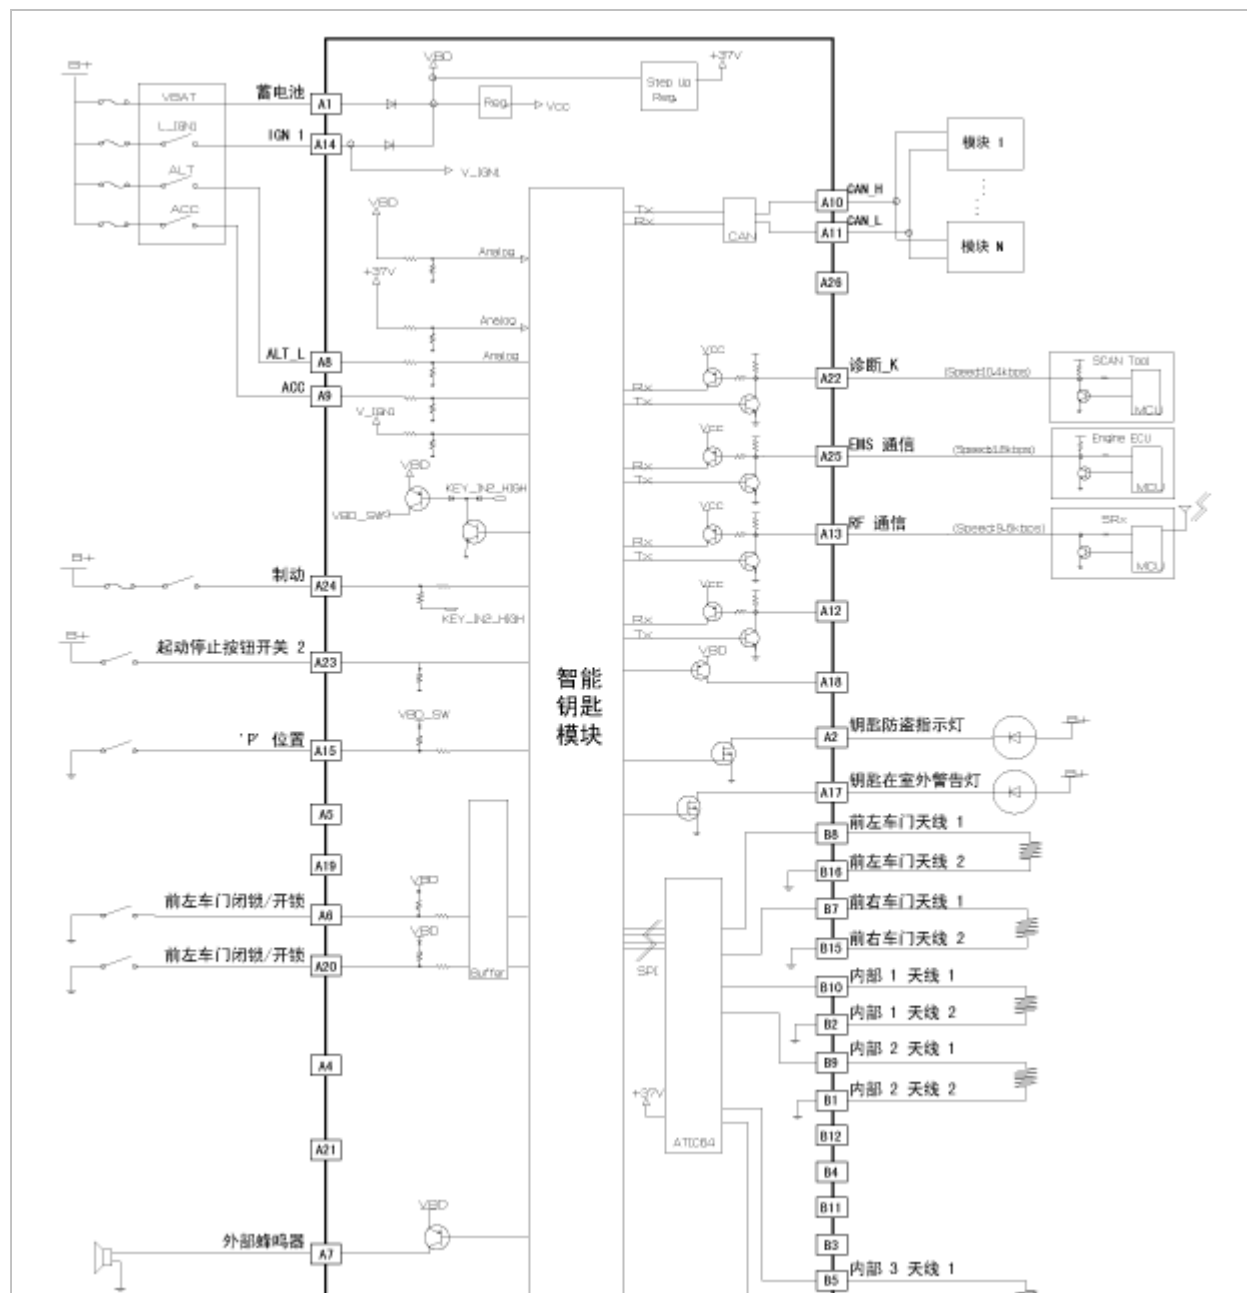 B+
VBAT
L_IGN1
ALT
ACC
蓄电池
A1
IGN 1
A14
VBD
Reg.
VCC
Step Up
Reg.
+37V
V_IGN1
VBD
Analog
+37V
Analog
ALT_L
A8
Analog
ACC
A9
V_IGN1
VBD
KEY_IN2_HIGH
VBD_SW
B+
制动
A24
KEY_IN2_HIGH
B+
起动停止按钮开关 2
A23
VBD_SW
'P' 位置
A15
A5
A19
前左车门闭锁/开锁
A6
VBD
前左车门闭锁/开锁
A20
VBD
Buffer
A4
A21
VBD
外部蜂鸣器
A7
智能
钥匙
模块
Tx
Rx
CAN
A10
CAN_H
A11
CAN_L
模块 1
模块 N
A26
VCC
Rx
Tx
A22
诊断_K
(Speed:10.4kbps)
SCAN Tool
MCU
VCC
Rx
Tx
A25
EMS 通信
Engine ECU
MCU
VCC
Rx
Tx
A13
RF 通信
(Speed:9.6kbps)
SRx
MCU
VCC
Rx
Tx
A12
VBD
A18
A2
钥匙防盗指示灯
B+
A17
钥匙在室外警告灯
B+
B8
前左车门天线 1
B16
前左车门天线 2
B7
前右车门天线 1
B15
前右车门天线 2
SPI
B10
内部 1 天线 1
B2
内部 1 天线 2
B9
内部 2 天线 1
B1
内部 2 天线 2
+37V
ATIC64
B12
B4
B11
B3
B5
内部 3 天线 1